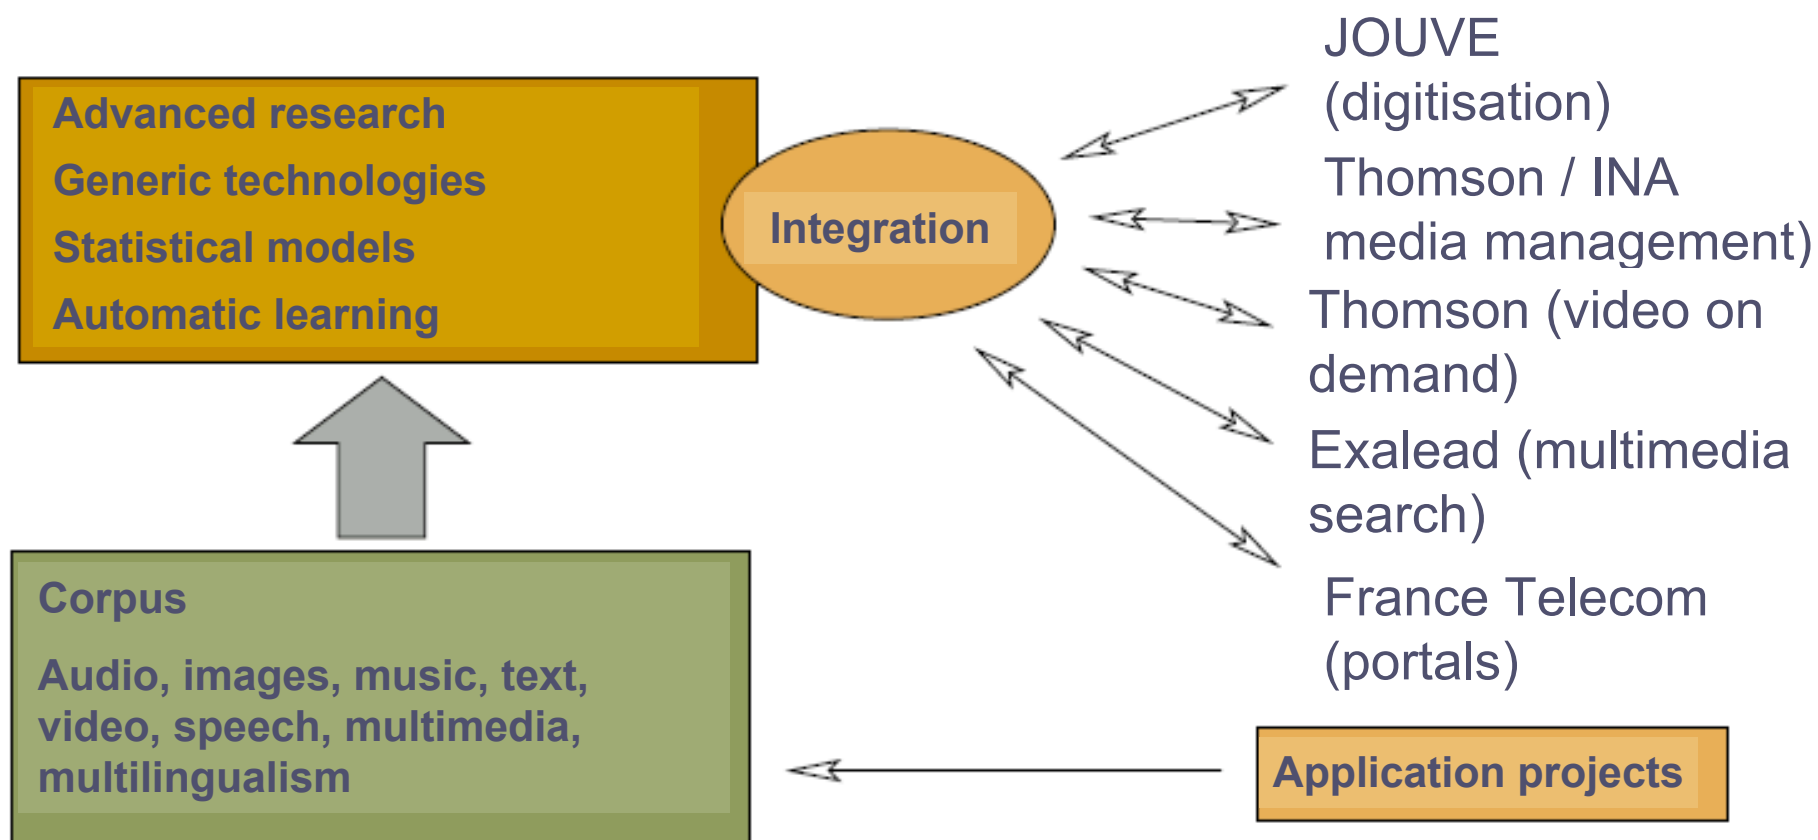 Advanced research
Generic technologies
Statistical models
Automatic learning
Integration
JOUVE
(digitisation)
Thomson / INA
media management)
Thomson (video on
demand)
Exalead (multimedia
search)
France Telecom
(portals)
Corpus
Audio, images, music, text,
video, speech, multimedia,
multilingualism
Application projects